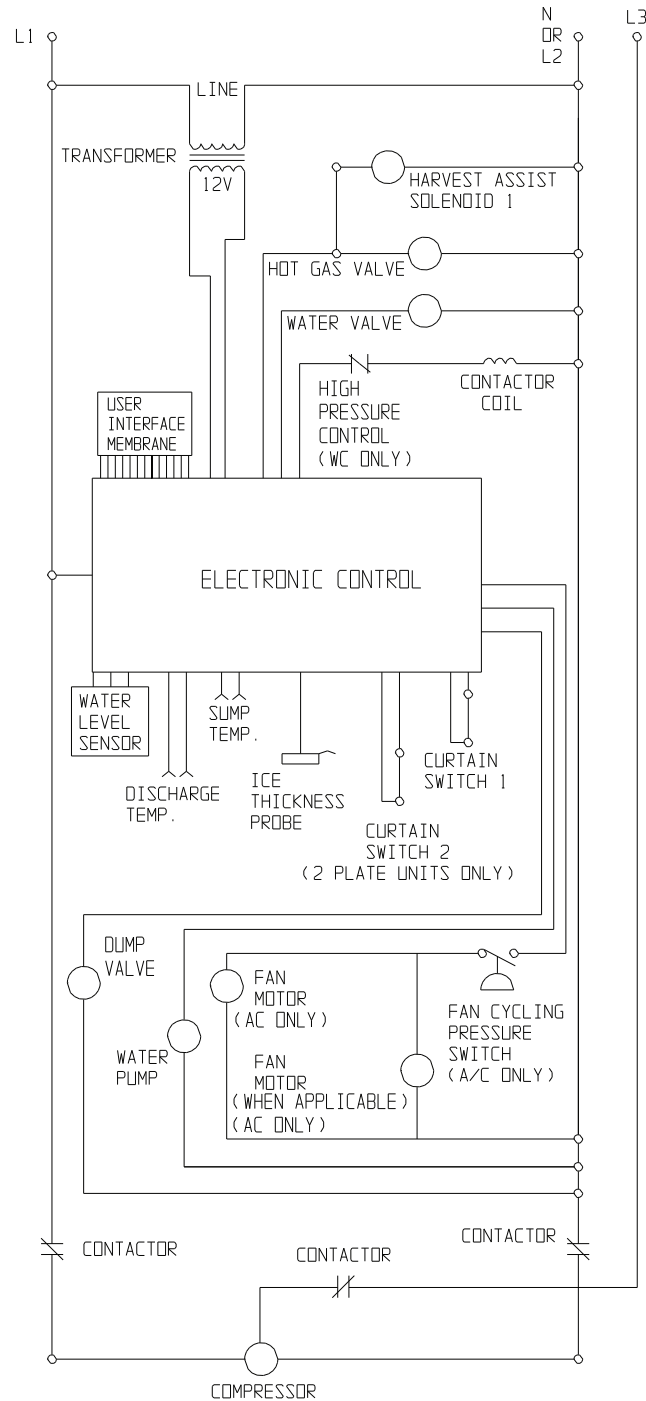 L1
N
OR
L2
L3
LINE
TRANSFORMER
12V
HARVEST ASSIST
SOLENOID 1
HOT GAS VALVE
WATER VALVE
HIGH
PRESSURE
CONTROL
(WC ONLY)
CONTACTOR
COIL
USER
INTERFACE
MEMBRANE
ELECTRONIC CONTROL
WATER
LEVEL
SENSOR
SUMP
TEMP.
DISCHARGE
TEMP.
ICE
THICKNESS
PROBE
CURTAIN
SWITCH 1
CURTAIN
SWITCH 2
(2 PLATE UNITS ONLY)
DUMP
VALVE
FAN
MOTOR
(AC ONLY)
FAN CYCLING
PRESSURE
SWITCH
(A/C ONLY)
WATER
PUMP
FAN
MOTOR
(WHEN APPLICABLE)
(AC ONLY)
CONTACTOR
CONTACTOR
CONTACTOR
COMPRESSOR